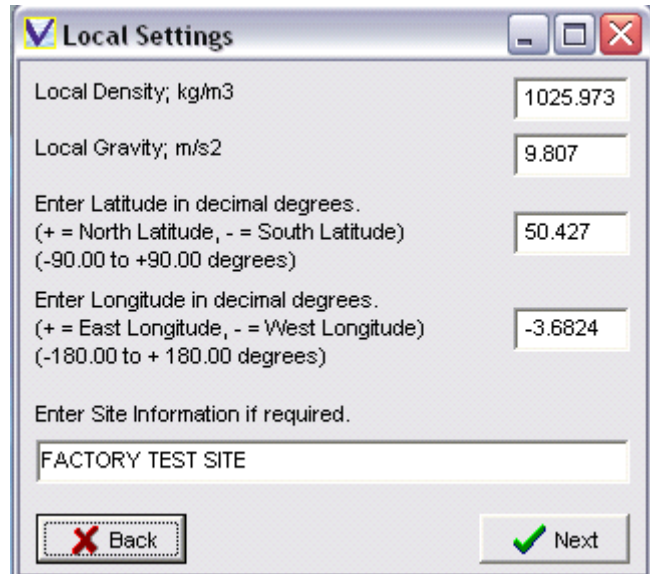 Local Settings
Local Density; kg/m3
1025.973
Local Gravity; m/s2
9.807
Enter Latitude in decimal degrees.
(+ = North Latitude, - = South Latitude)
(-90.00 to +90.00 degrees)
50.427
Enter Longitude in decimal degrees.
(+ = East Longitude, - = West Longitude)
(-180.00 to + 180.00 degrees)
-3.6824
Enter Site Information if required.
FACTORY TEST SITE
Back
Next